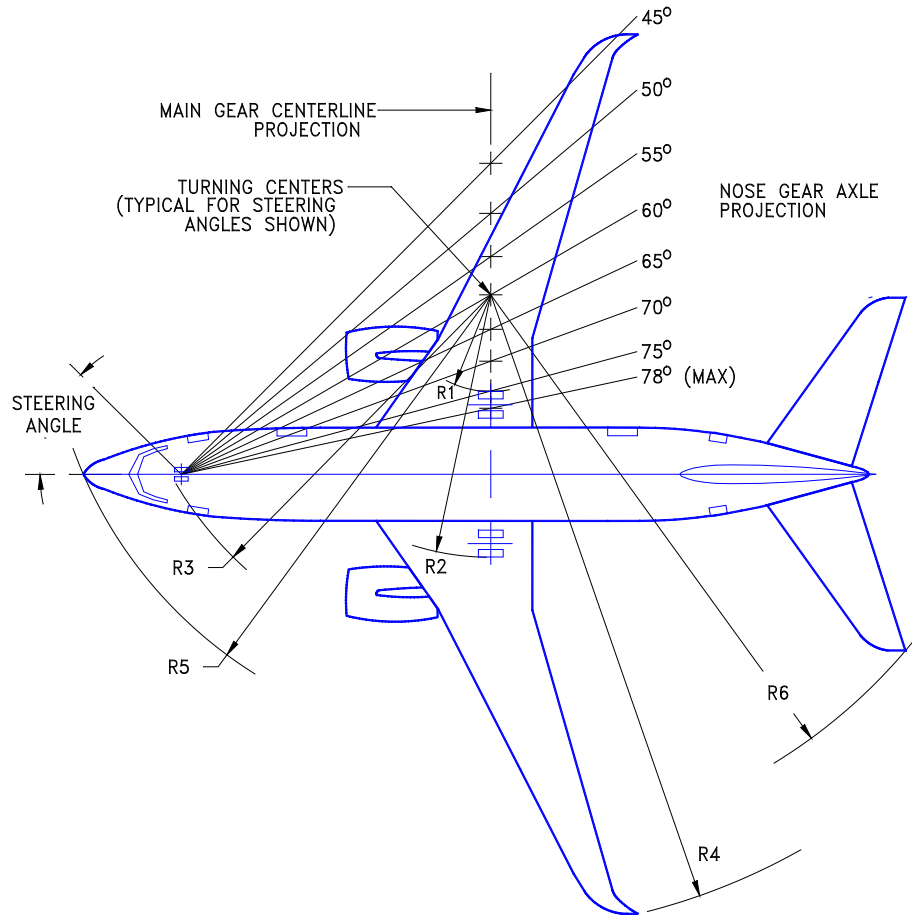 45°
50°
MAIN GEAR CENTERLINE
PROJECTION
55°
TURNING CENTERS
(TYPICAL FOR STEERING
ANGLES SHOWN)
NOSE GEAR AXLE
PROJECTION
60°
65°
70°
75°
78° (MAX)
R1
STEERING
ANGLE
R3
R2
R5
R6
R4